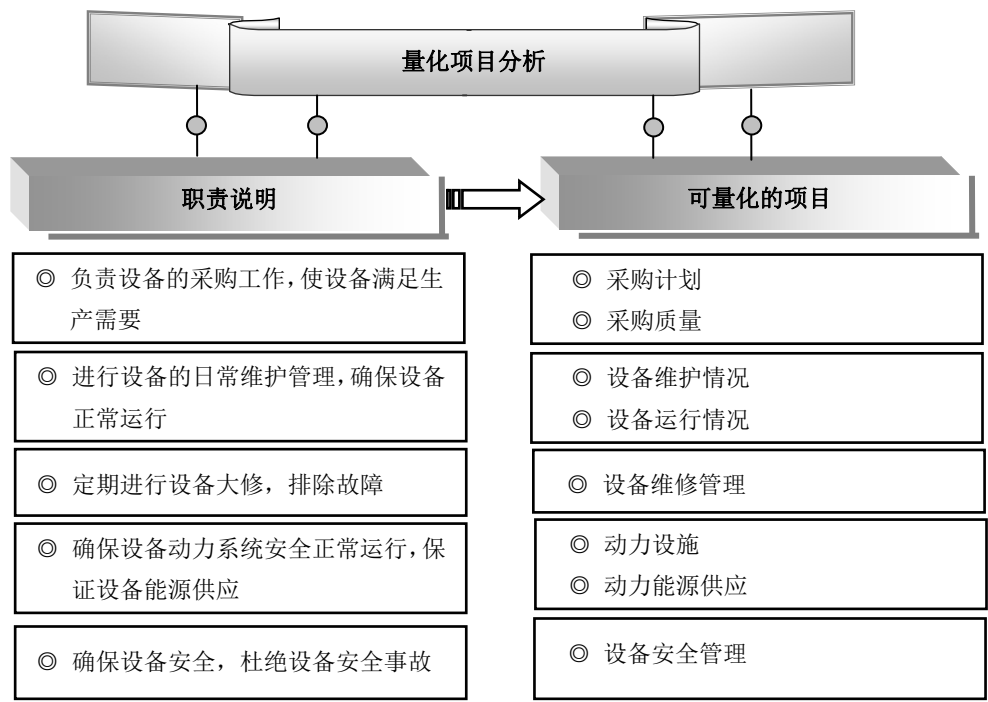 量化项目分析
职责说明
可量化的项目
◎ 负责设备的采购工作,使设备满足生
产需要
◎ 采购计划
◎ 采购质量
◎ 进行设备的日常维护管理,确保设备
正常运行
◎ 设备维护情况
◎ 设备运行情况
◎ 定期进行设备大修，排除故障
◎ 设备维修管理
◎ 确保设备动力系统安全正常运行,保
证设备能源供应
◎ 动力设施
◎ 动力能源供应
◎ 确保设备安全，杜绝设备安全事故
◎ 设备安全管理